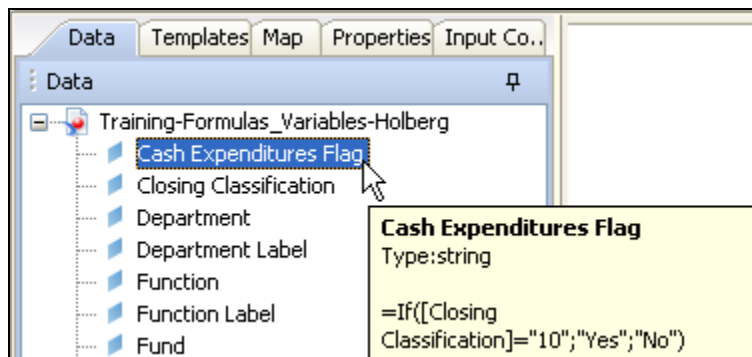 Data Templates Map Properties Input Co..
Data
Training-Formulas_Variables-Holberg
Cash Expenditures Flag
Closing Classification
Department
Department Label
Function
Function Label
Fund
Cash Expenditures Flag
Type:string
=If([Closing
Classification]="10";"Yes";"No")